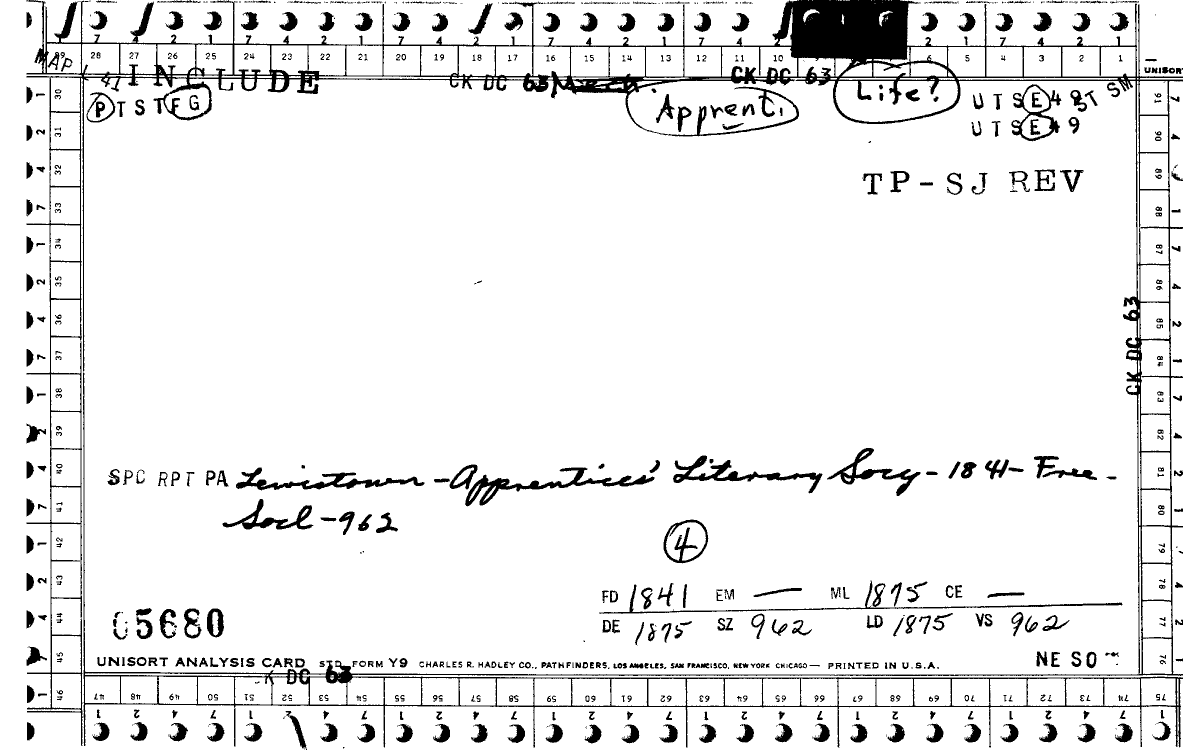 7 4 2 1 7 4 2 1 7 4 2 1 7 4 2 1 7 4 2 1 6 2 1 7 4 2 1
MAP 29 28 27 26 25 24 23 22 21 20 19 18 17 16 15 14 13 12 11 10 6 5 4 3 2 1
UNISORT
41 INCLUDE CK DC 63 CK DC 63 Life?
P T S T F G Apprent. U T S E 4 ST SM
U T S E 4 9
TP-SJ REV
CK DC 63
SPC RPT PA Lewistown - Apprentices' Literary Socy - 1841 - Free -
Socl - 962
4
FD 1841 EM — ML 1875 CE —
DE 1875 SZ 962 LD 1875 VS 962
05680
UNISORT ANALYSIS CARD STD. FORM Y9 CHARLES R. HADLEY CO., PATHFINDERS, LOS ANGELES, SAN FRANCISCO, NEW YORK CHICAGO — PRINTED IN U.S.A.
NE SO
K DC 63
47 48 49 50 51 52 53 54 55 56 57 58 59 60 61 62 63 64 65 66 67 68 69 70 71 72 73 74 75
1 2 4 7 1 2 4 7 1 2 4 7 1 2 4 7 1 2 4 7 1 2 4 7 1 2 4 7 1
30 31 32 33 34 35 36 37 38 39 40 41 42 43 44 45 46
91 90 89 88 87 86 85 84 83 82 81 80 79 78 77 76